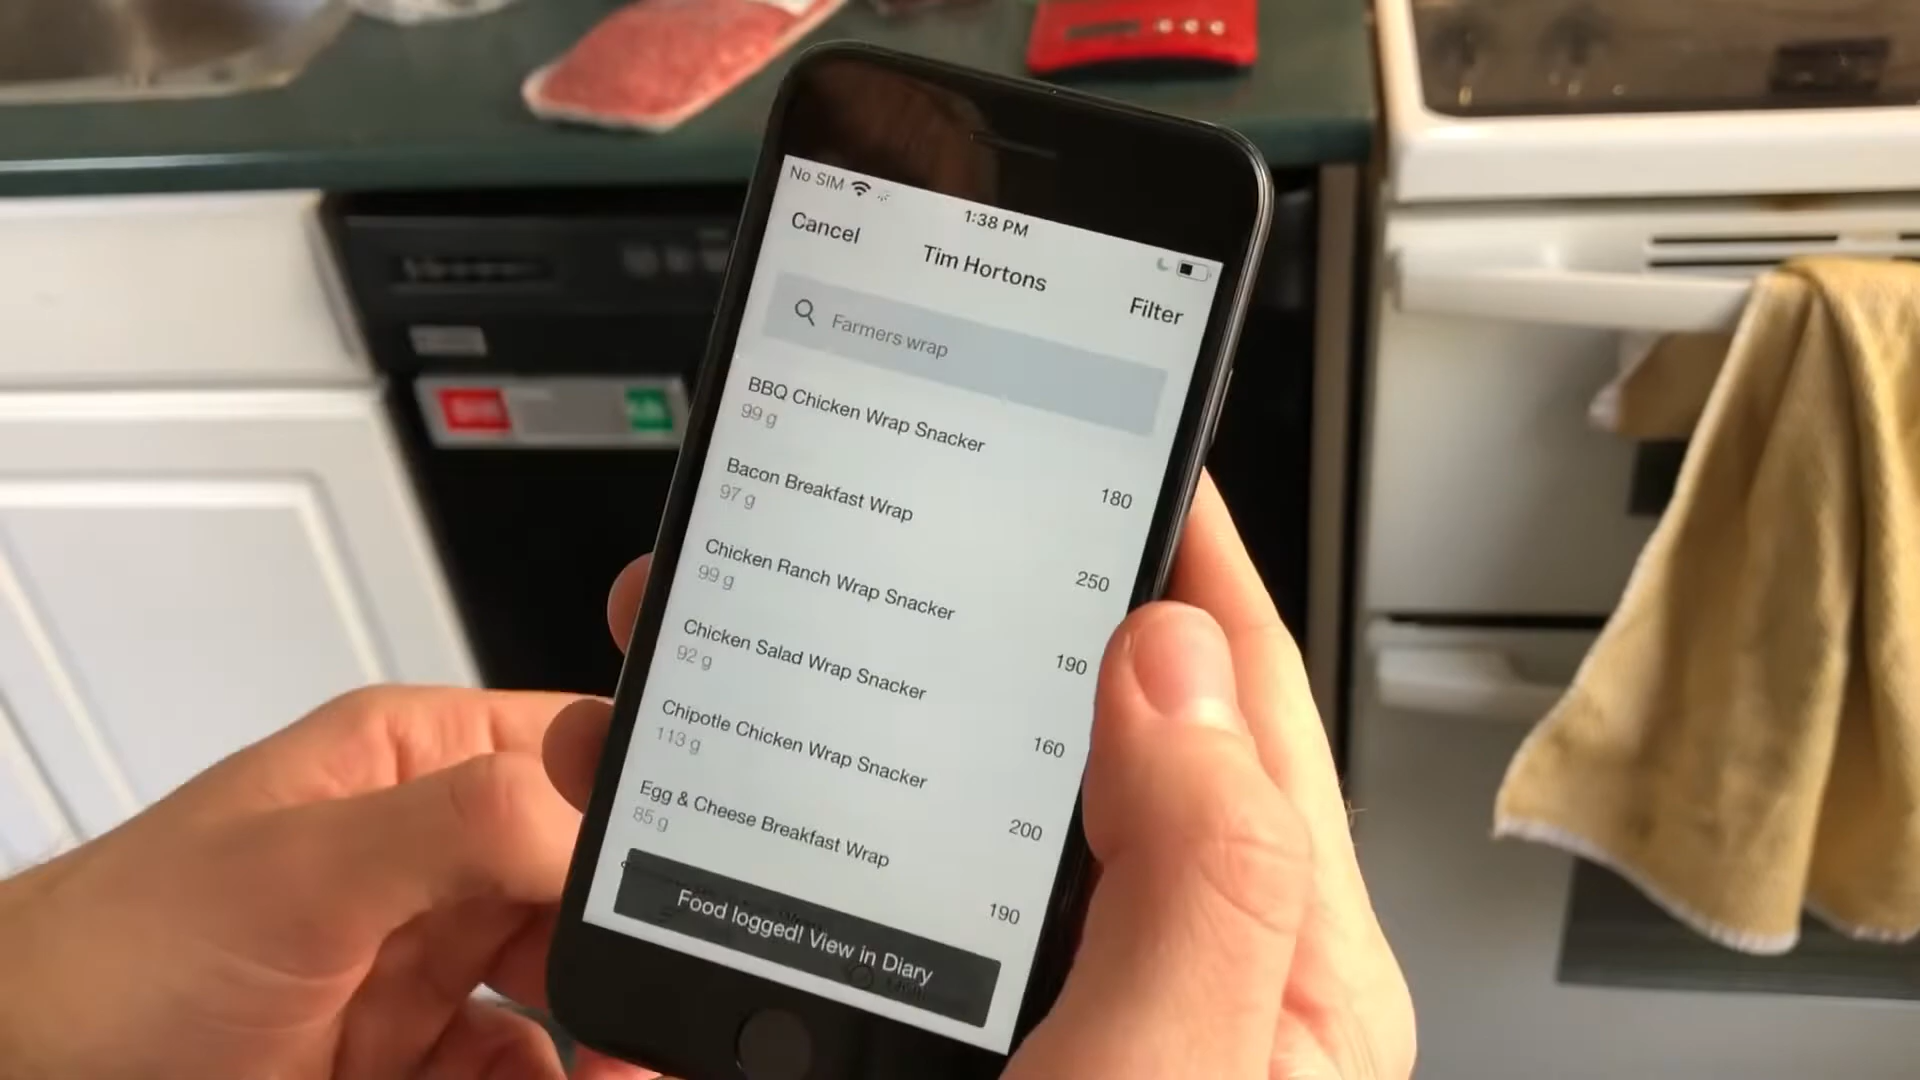 No SIM
1:38 PM
Cancel
Tim Hortons
Filter
Farmers wrap
BBQ Chicken Wrap Snacker
99 g
180
Bacon Breakfast Wrap
97 g
250
Chicken Ranch Wrap Snacker
99 g
190
Chicken Salad Wrap Snacker
92 g
160
Chipotle Chicken Wrap Snacker
113 g
200
Egg & Cheese Breakfast Wrap
85 g
190
Food logged! View in Diary